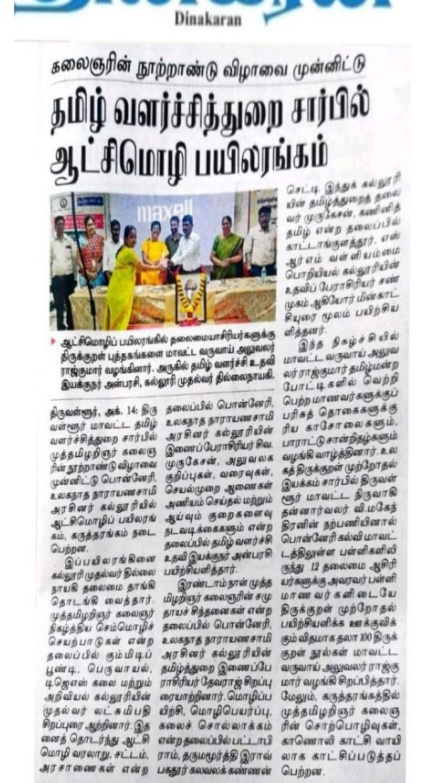 Dinakaran
கலைஞரின் நூற்றாண்டு விழாவை முன்னிட்டு
தமிழ் வளர்ச்சித்துறை சார்பில்
ஆட்சிமொழி பயிலரங்கம்
maxell
ஆட்சிமொழிப் பயிலரங்கில் தலைமையாசிரியர்களுக்கு
திருக்குறள் புத்தகங்களை மாவட்ட வருவாய் அலுவலர்
ராஜ்குமார் வழங்கினார். அருகில் தமிழ் வளர்ச்சி உதவி
இயக்குநர் அன்பரசி, கல்லூரி முதல்வர் தில்லைநாயகி.
திருவள்ளூர், அக். 14: திரு
வள்ளூர் மாவட்ட தமிழ்
வளர்ச்சித்துறை சார்பில்
முத்தமிழறிஞர் கலைஞ
ரின் நூற்றாண்டு விழாவை
முன்னிட்டு பொன்னேரி,
உலகநாத நாராயணசாமி
அரசினர் கல்லூரியில்
ஆட்சிமொழிப் பயிலரங்
கம், கருத்தரங்கம் நடை
பெற்றன.
இப்பயிலரங்கினை
கல்லூரி முதல்வர் தில்லை
நாயகி தலைமை தாங்கி
தொடங்கி வைத்தார்.
முத்தமிழறிஞர் கலைஞர்
நிகழ்த்திய செம்மொழிச்
செயற்பாடுகள் என்ற
தலைப்பில் கும்மிடிப்
பூண்டி, பெருவாயல்,
டிஜெஎஸ் கலை மற்றும்
அறிவியல் கல்லூரியின்
முதல்வர் லட்சுமிபதி
சிறப்புரை ஆற்றினார். இத
னைத் தொடர்ந்து ஆட்சி
மொழி வரலாறு, சட்டம்,
அரசாணைகள் என்ற
தலைப்பில் பொன்னேரி,
உலகநாத நாராயணசாமி
அரசினர் கல்லூரியின்
இணைப்பேராசிரியர் சிவ.
முருகேசன், அலுவலக
குறிப்புகள், வரைவுகள்,
செயல்முறை ஆணைகள்
அணியம் செய்தல் மற்றும்
ஆய்வும் குறைகளைவு
நடவடிக்கைகளும் என்ற
தலைப்பில் தமிழ் வளர்ச்சி
உதவி இயக்குநர் அன்பரசி
பயிற்சியளித்தார்.
இரண்டாம் நாள் முத்த
மிழறிஞர் கலைஞரின் சமு
தாயச் சிந்தனைகள் என்ற
தலைப்பில் பொன்னேரி,
உலகநாத நாராயணசாமி
அரசினர் கல்லூரியின்
தமிழ்த்துறை இணைப்பே
ராசிரியர் தேவராஜ் சிறப்பு
ரையாற்றினார். மொழிப்ப
யிற்சி, மொழிபெயர்ப்பு,
கலைச் சொல்லாக்கம்
என்ற தலைப்பில் பட்டாபி
ராம், தருமமூர்த்தி இராவ்
பகதூர் கலவலக்கண்ணன்
செட்டி இந்துக் கல்லூரி
யின் தமிழ்த்துறைத் தலை
வர் முருகேசன், கணினித்
தமிழ் என்ற தலைப்பில்
காட்டாங்குளத்தூர், எஸ்
ஆர்எம் வள்ளியம்மை
பொறியியல் கல்லூரியின்
உதவிப் பேராசிரியர் சண்
முகம் ஆகியோர் மின்காட்
சியுரை மூலம் பயிற்சிய
ளித்தனர்.
இந்த நிகழ்ச்சியில்
மாவட்ட வருவாய் அலுவ
லர் ராஜ்குமார் தமிழ்மன்ற
போட்டிகளில் வெற்றி
பெற்ற மாணவர்களுக்குப்
பரிசுத் தொகைகளுக்கு
ரிய காசோலைகளும்,
பாராட்டு சான்றிதழ்களும்
வழங்கி வாழ்த்தினார். உல
கத் திருக்குறள் முற்றோதல்
இயக்கம் சார்பில் திருவள்
ளூர் மாவட்ட நிருவாகி
தன்னார்வலர் வி.மகேந்
திரனின் நற்பணியினால்
பொன்னேரி கல்வி மாவட்
டத்திலுள்ள பள்ளிகளிலி
ருந்து 12 தலைமை ஆசிரி
யர்களுக்கு அவரவர் பள்ளி
மாணவர்களிடையே
திருக்குறள் முற்றோதல்
பயிற்சியளிக்க ஊக்குவிக்
கும்விதமாக தலா 100 திருக்
குறள் நூல்கள் மாவட்ட
வருவாய் அலுவலர் ராஜ்கு
மார் வழங்கி சிறப்பித்தார்.
மேலும், கருத்தரங்கத்தில்
முத்தமிழறிஞர் கலைஞ
ரின் சொற்பொழிவுகள்,
காணொலி காட்சி வாயி
லாக காட்சிப்படுத்தப்
பெற்றன.